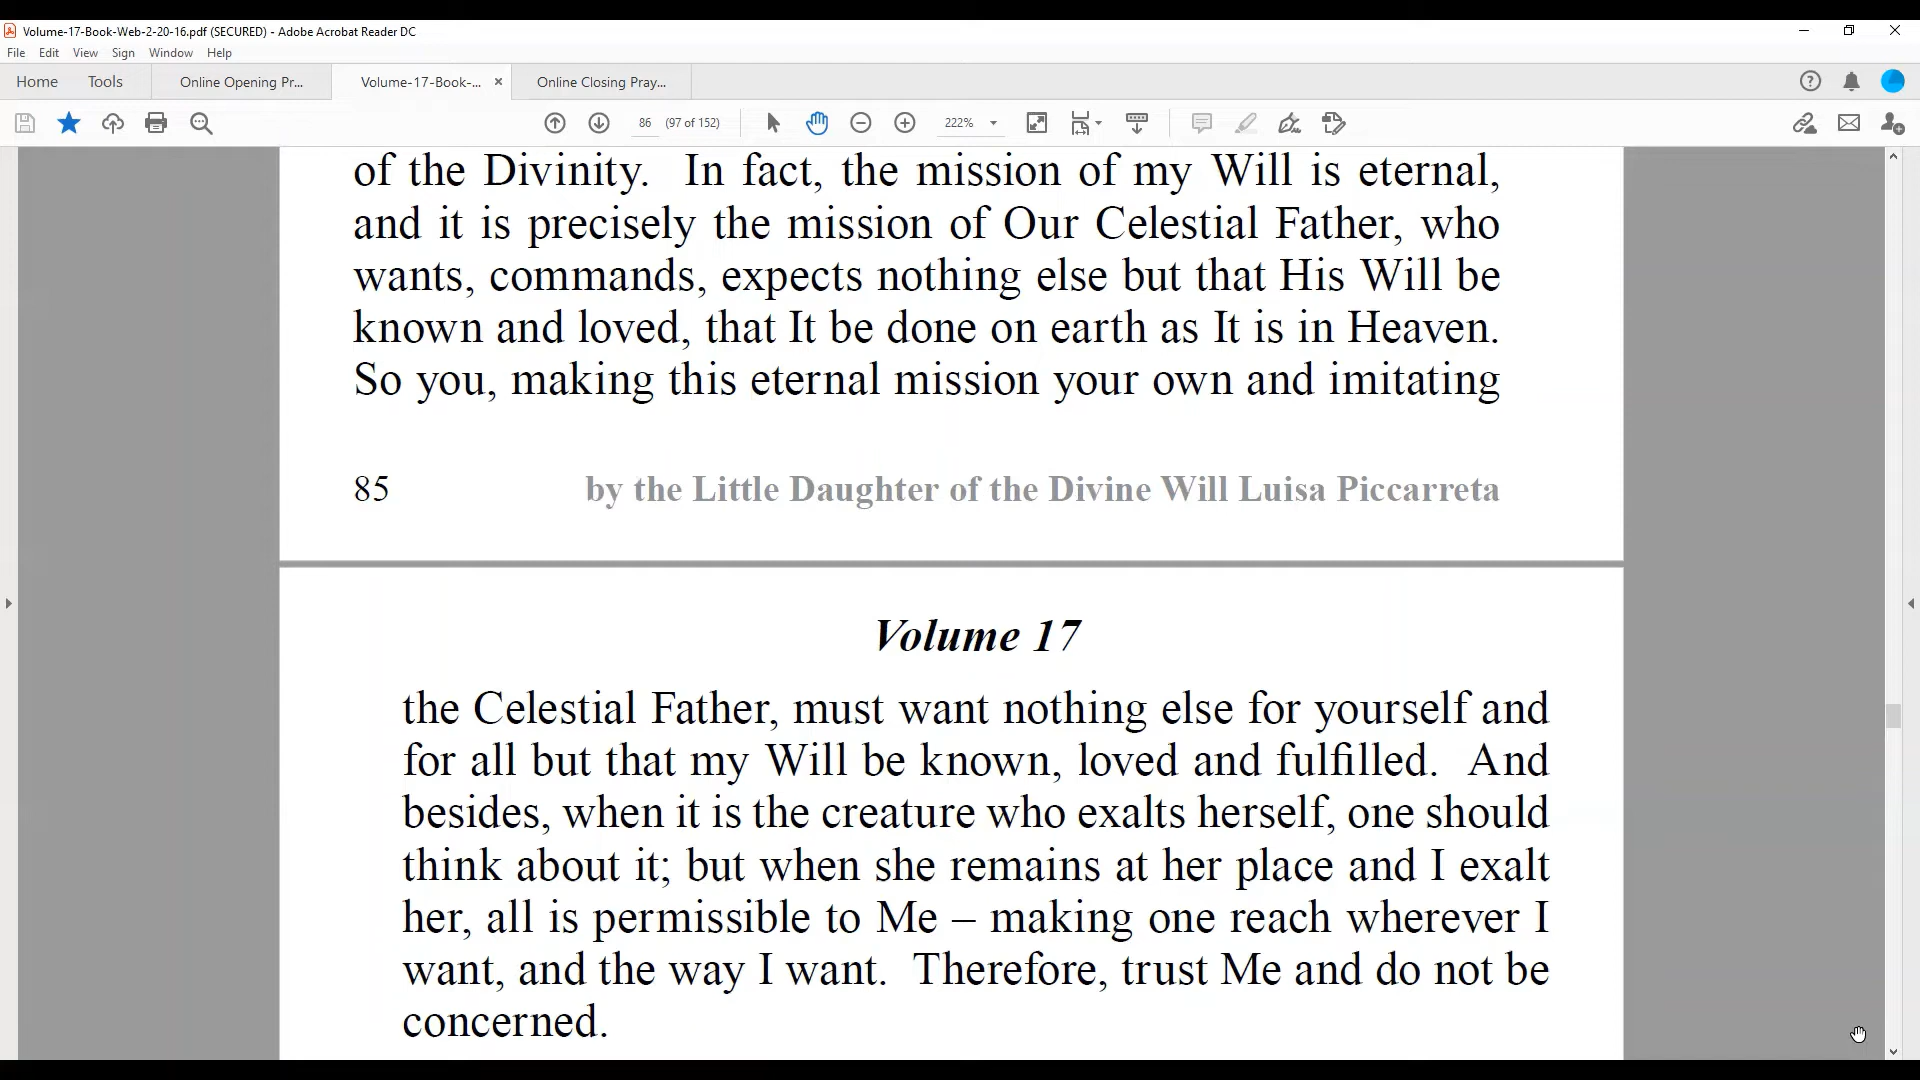 Volume-17-Book-Web-2-20-16.pdf (SECURED) - Adobe Acrobat Reader DC
File Edit View Sign Window Help
Home Tools Online Opening Pr... Volume-17-Book-... × Online Closing Pray...
86 (97 of 152) 222%
of the Divinity. In fact, the mission of my Will is eternal,
and it is precisely the mission of Our Celestial Father, who
wants, commands, expects nothing else but that His Will be
known and loved, that It be done on earth as It is in Heaven.
So you, making this eternal mission your own and imitating
85 by the Little Daughter of the Divine Will Luisa Piccarreta
Volume 17
the Celestial Father, must want nothing else for yourself and
for all but that my Will be known, loved and fulfilled. And
besides, when it is the creature who exalts herself, one should
think about it; but when she remains at her place and I exalt
her, all is permissible to Me – making one reach wherever I
want, and the way I want. Therefore, trust Me and do not be
concerned.